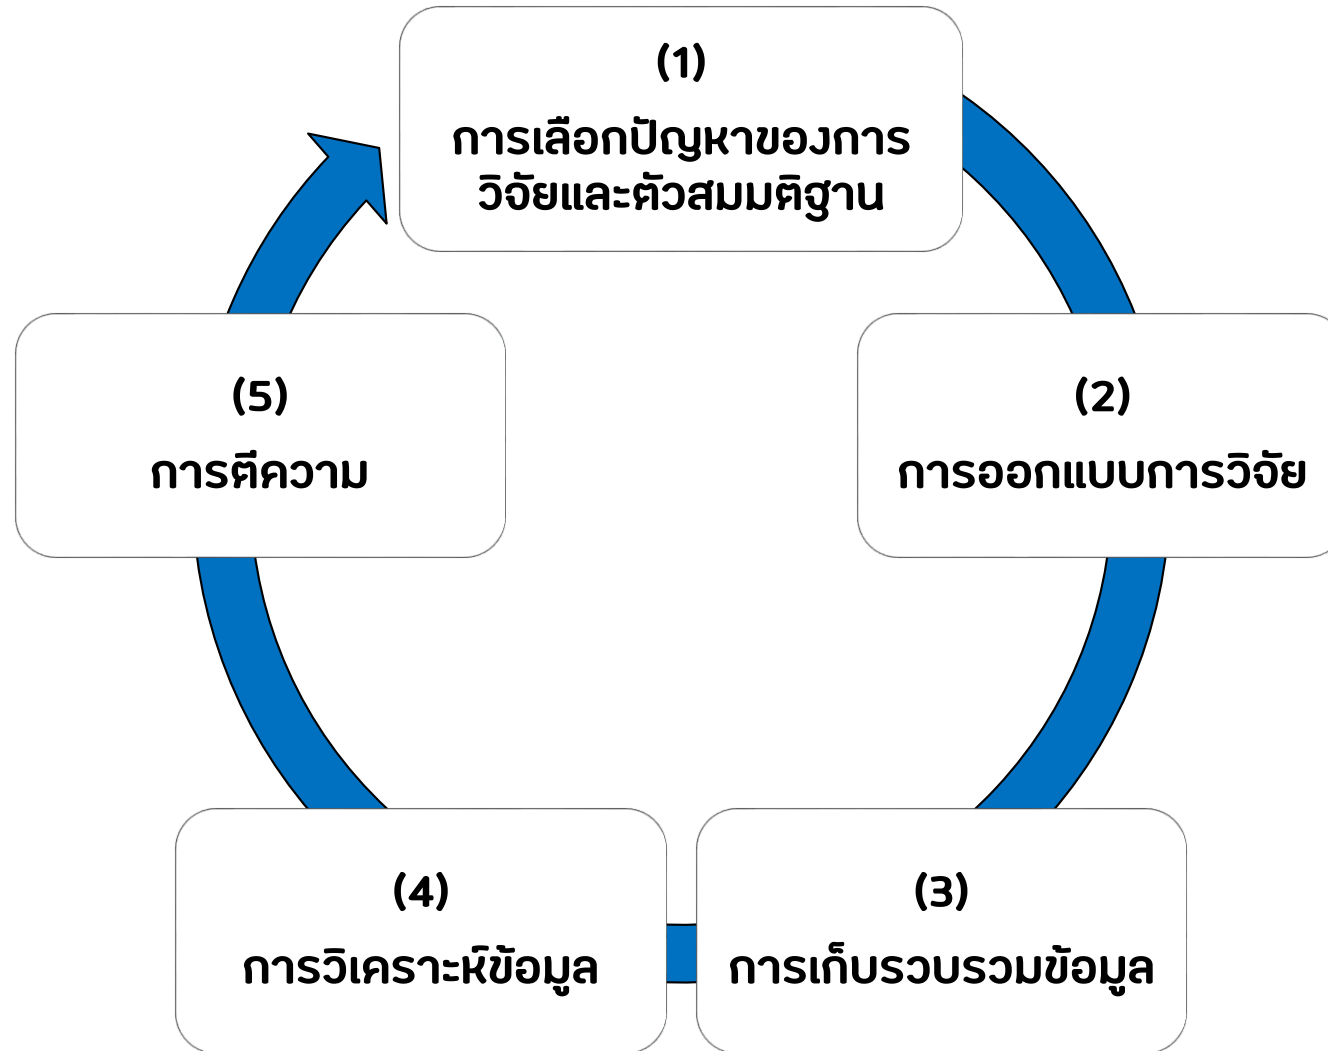 (1)
การเลือกปัญหาของการ
วิจัยและตัวสมมติฐาน
(5)
การตีความ
(2)
การออกแบบการวิจัย
(4)
การวิเคราะห์ข้อมูล
(3)
การเก็บรวบรวมข้อมูล